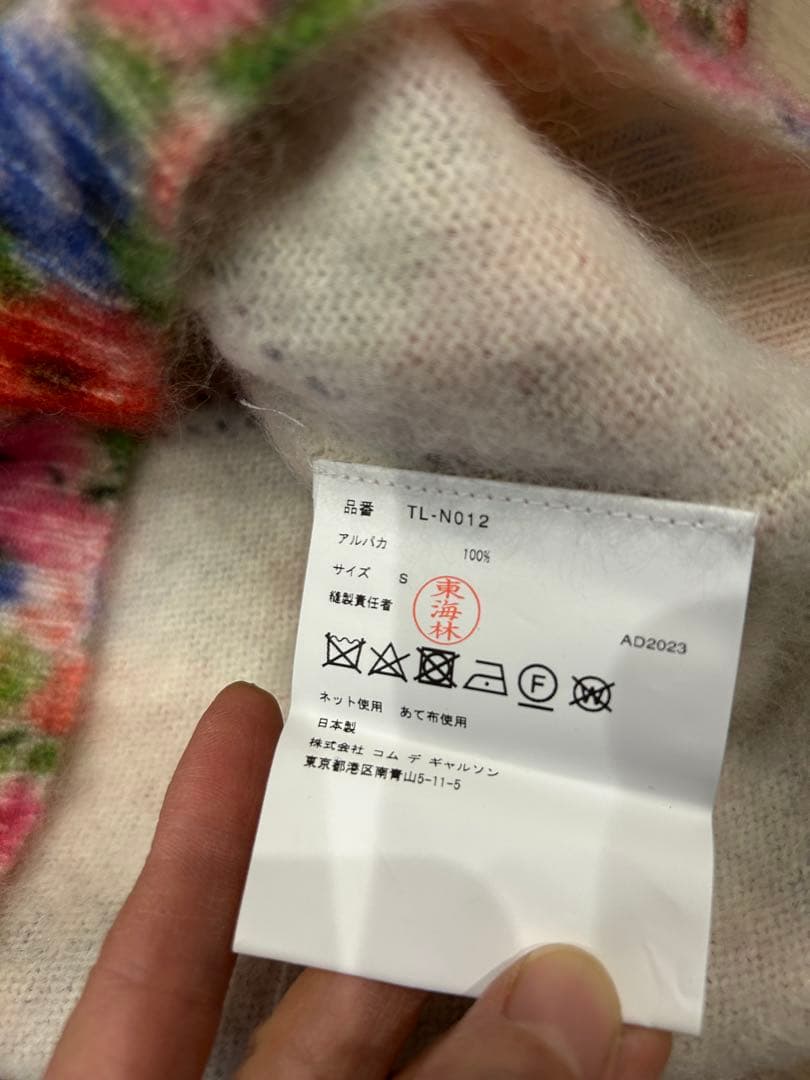 品番 TL-N012
アルパカ 100%
サイズ S
縫製責任者 東海林
AD2023
F W
ネット使用 あて布使用
日本製
株式会社 コム デ ギャルソン
東京都港区南青山5-11-5